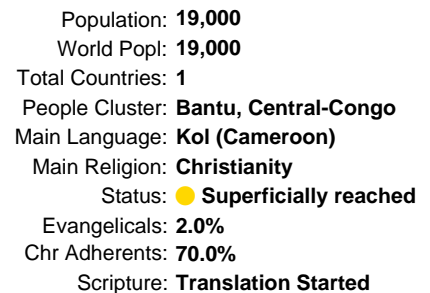 Population: 19,000
World Popl: 19,000
Total Countries: 1
People Cluster: Bantu, Central-Congo
Main Language: Kol (Cameroon)
Main Religion: Christianity
Status: Superficially reached
Evangelicals: 2.0%
Chr Adherents: 70.0%
Scripture: Translation Started